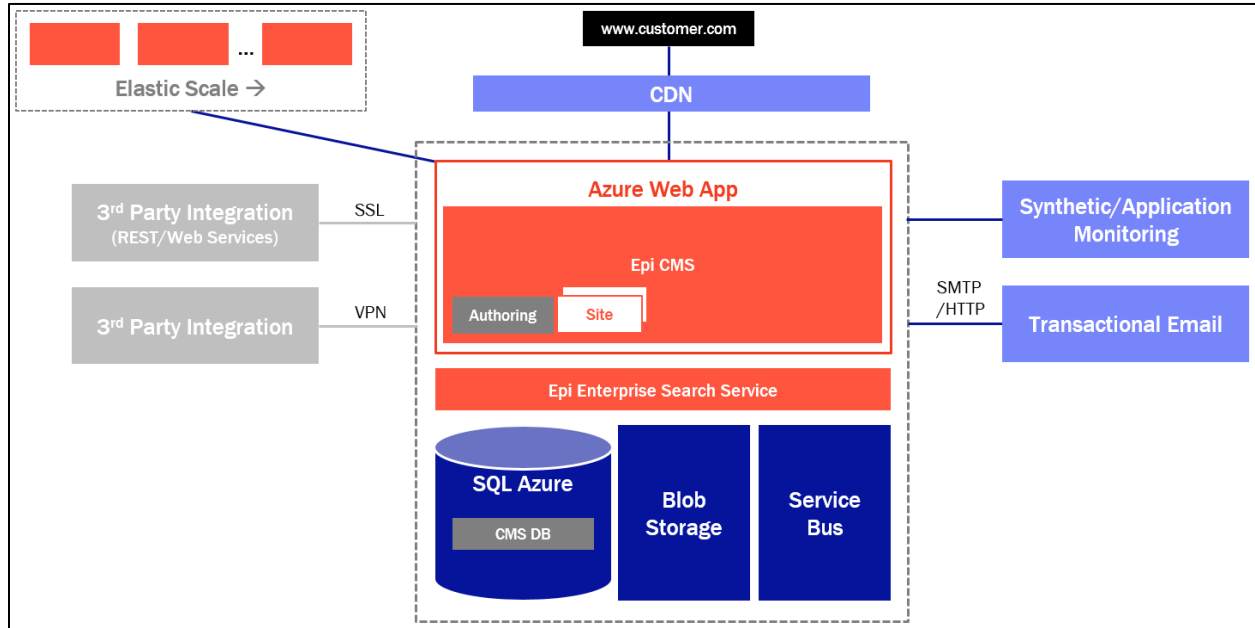 www.customer.com
...
Elastic Scale →
CDN
Azure Web App
3rd Party Integration
(REST/Web Services)
SSL
Epi CMS
Authoring
Site
Synthetic/Application
Monitoring
3rd Party Integration
VPN
SMTP
/HTTP
Transactional Email
Epi Enterprise Search Service
SQL Azure
CMS DB
Blob
Storage
Service
Bus